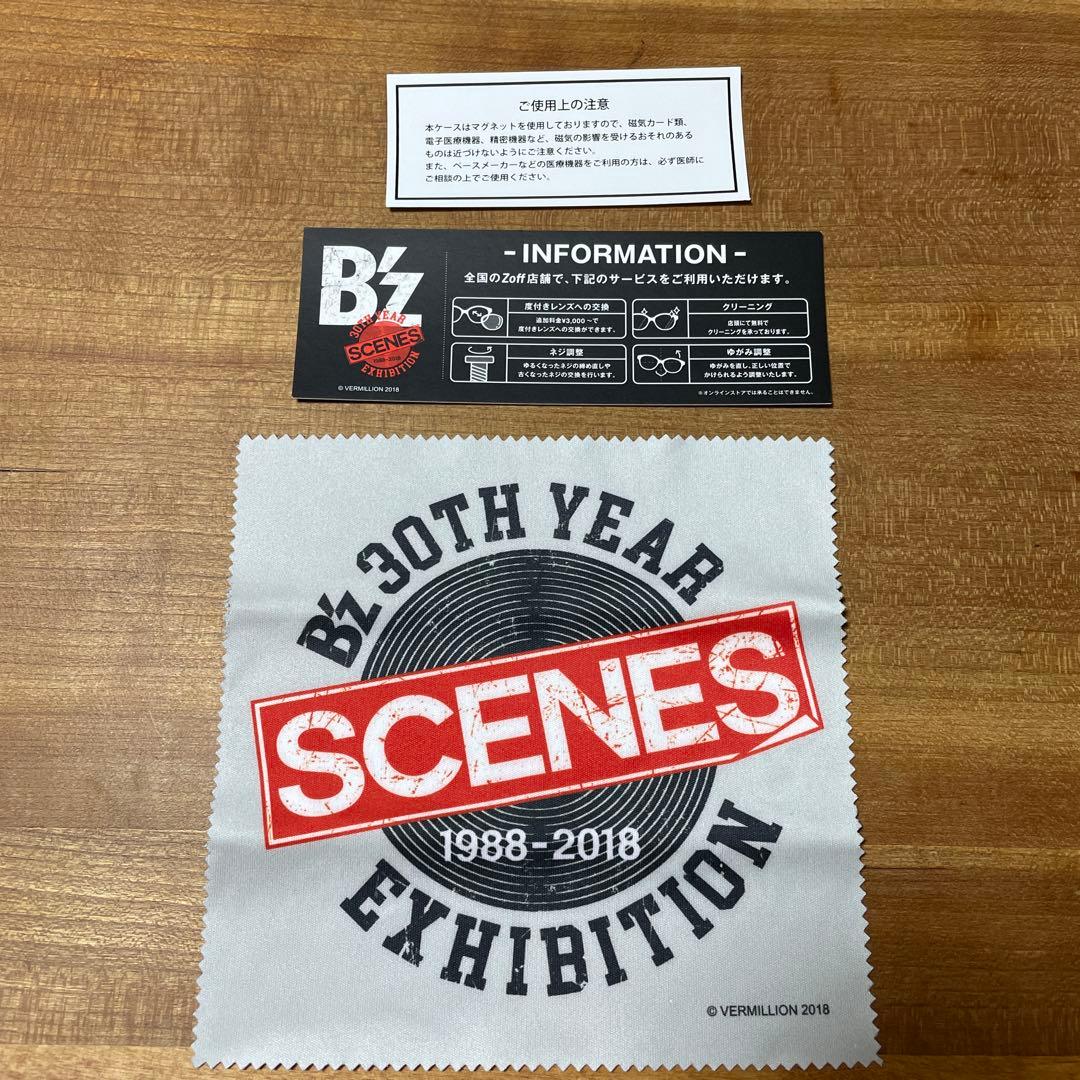 ご使用上の注意
本ケースはマグネットを使用しておりますので、磁気カード類、
電子医療機器、精密機器など、磁気の影響を受けるおそれのある
ものは近づけないようにご注意ください。
また、ペースメーカーなどの医療機器をご利用の方は、必ず医師に
ご相談の上でご使用ください。
B'z
30TH YEAR
SCENES
1988-2018
EXHIBITION
© VERMILLION 2018
- INFORMATION -
全国のZoff店舗で、下記のサービスをご利用いただけます。
度付きレンズへの交換
追加料金¥3,000〜で
度付きレンズへの交換ができます。
クリーニング
店頭にて無料で
クリーニングを承っております。
ネジ調整
ゆるくなったネジの締め直しや
古くなったネジの交換を行います。
ゆがみ調整
ゆがみを直し、正しい位置で
かけられるよう調整いたします。
※オンラインストアでは承ることはできません。
B'z 30TH YEAR
SCENES
1988-2018
EXHIBITION
© VERMILLION 2018